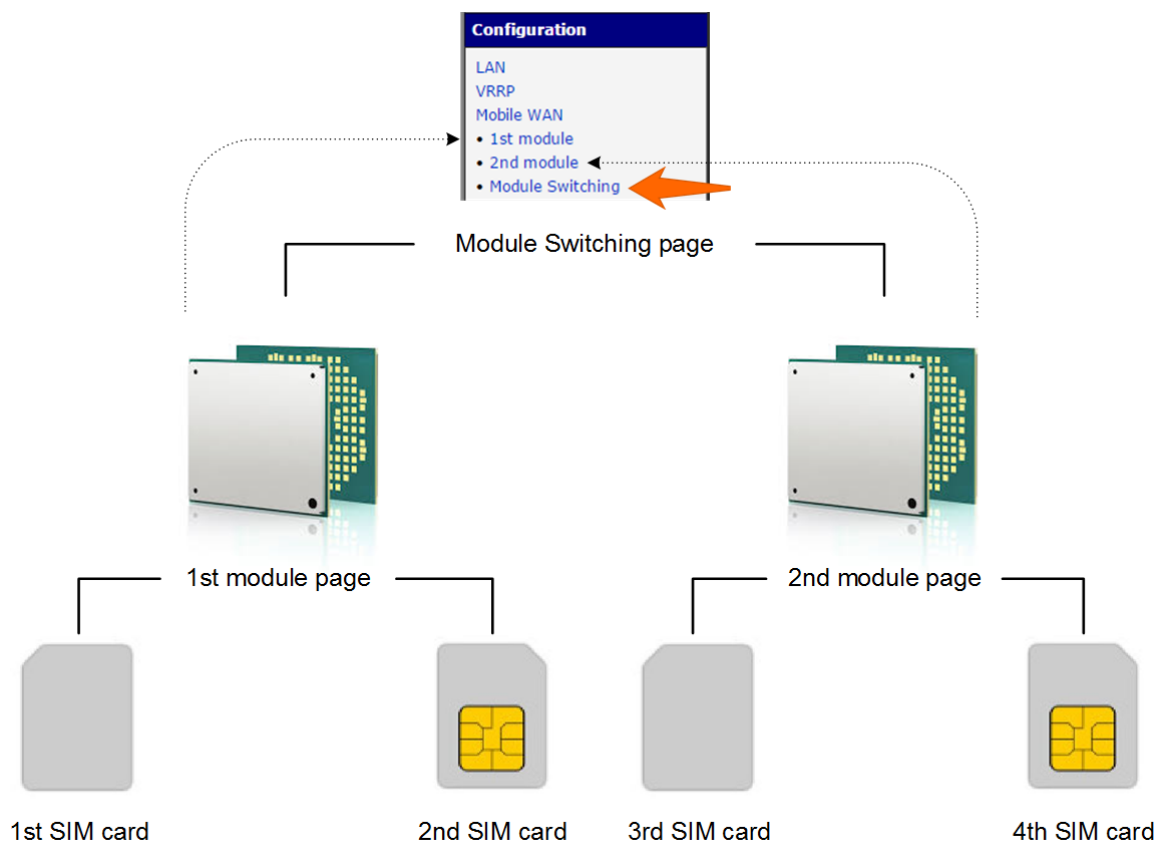 Configuration
LAN
VRRP
Mobile WAN
• 1st module
• 2nd module
• Module Switching
Module Switching page
1st module page
2nd module page
1st SIM card
2nd SIM card
3rd SIM card
4th SIM card